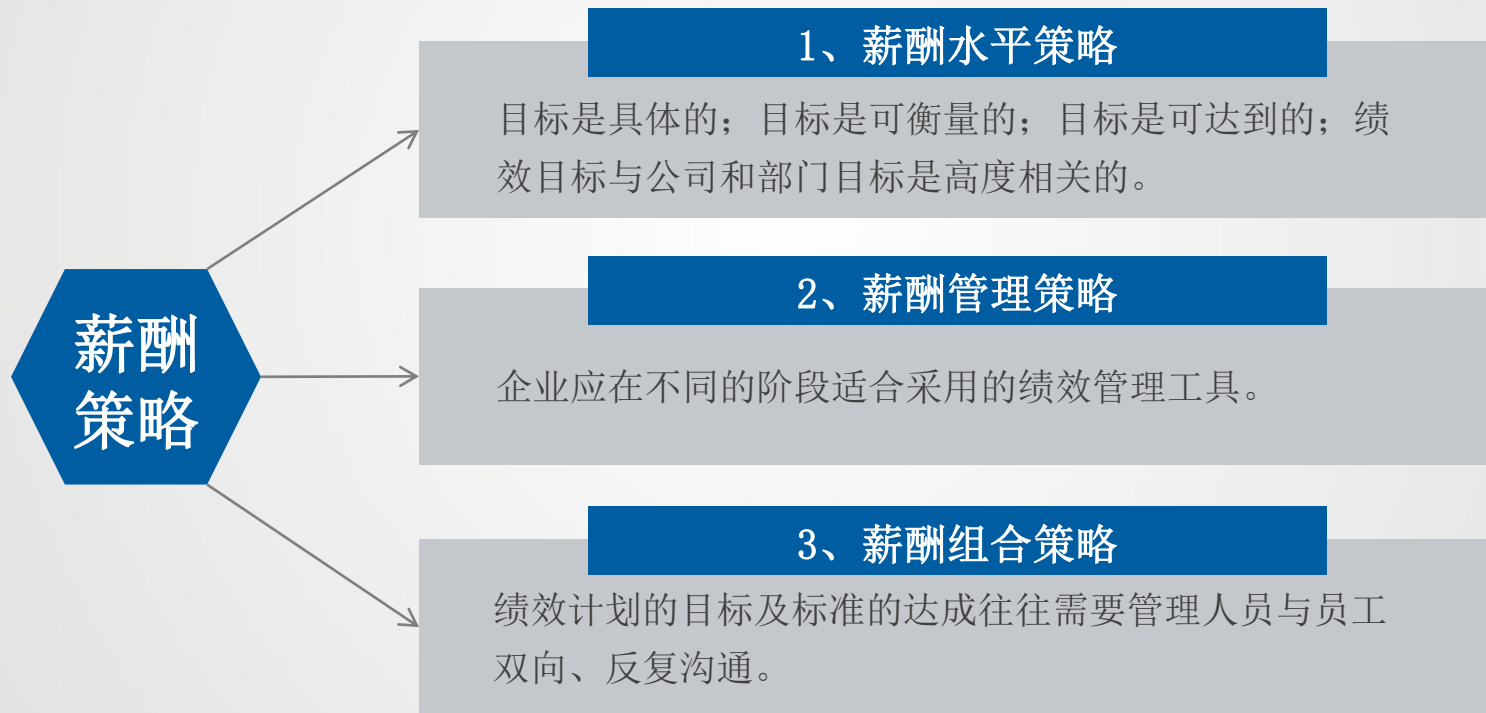 薪酬
策略
1、薪酬水平策略
目标是具体的；目标是可衡量的；目标是可达到的；绩
效目标与公司和部门目标是高度相关的。
2、薪酬管理策略
企业应在不同的阶段适合采用的绩效管理工具。
3、薪酬组合策略
绩效计划的目标及标准的达成往往需要管理人员与员工
双向、反复沟通。